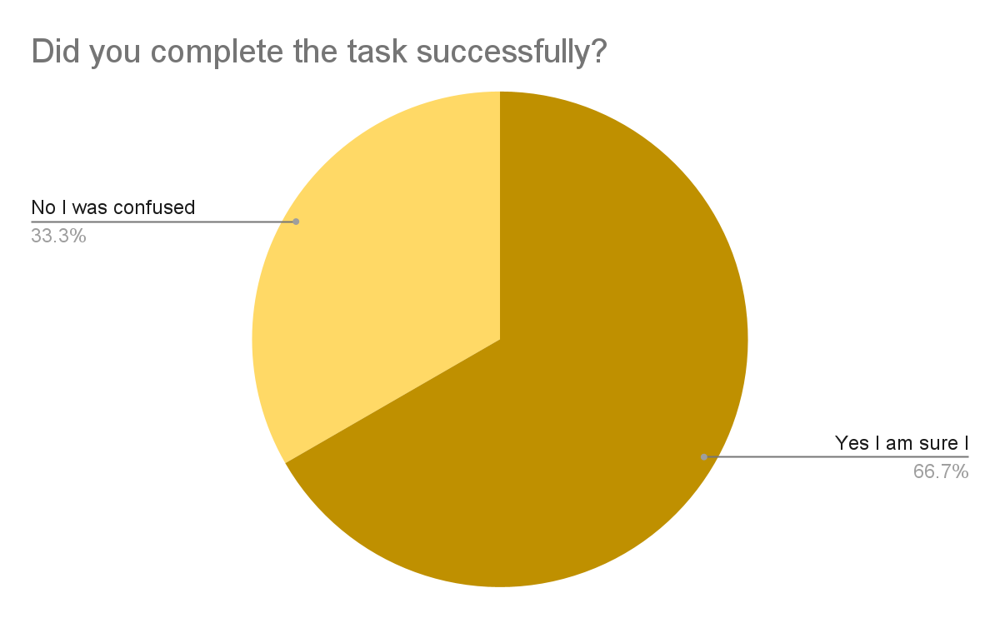 Did you complete the task successfully?
No I was confused
33.3%
Yes I am sure I
66.7%